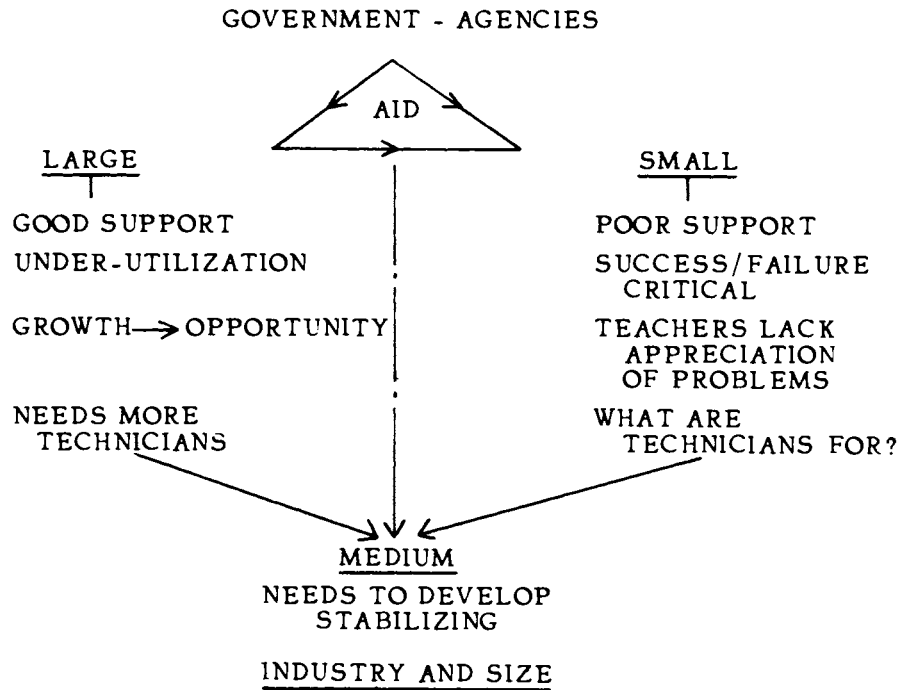 GOVERNMENT - AGENCIES
AID
LARGE
GOOD SUPPORT
UNDER-UTILIZATION
GROWTH → OPPORTUNITY
NEEDS MORE
TECHNICIANS
SMALL
POOR SUPPORT
SUCCESS/FAILURE
CRITICAL
TEACHERS LACK
APPRECIATION
OF PROBLEMS
WHAT ARE
TECHNICIANS FOR?
MEDIUM
NEEDS TO DEVELOP
STABILIZING
INDUSTRY AND SIZE